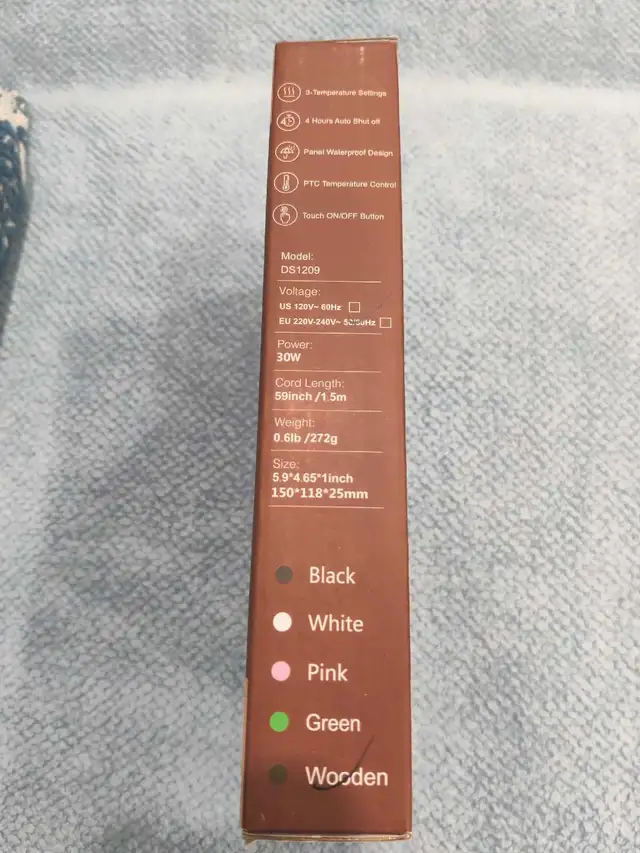 3-Temperature Settings
4 Hours Auto Shut off
Panel Waterproof Design
PTC Temperature Control
Touch ON/OFF Button
Model:
DS1209
Voltage:
US 120V~ 60Hz
EU 220V-240V~ 50/60Hz
Power:
30W
Cord Length:
59inch /1.5m
Weight:
0.6lb /272g
Size:
5.9*4.65*1inch
150*118*25mm
Black
White
Pink
Green
Wooden